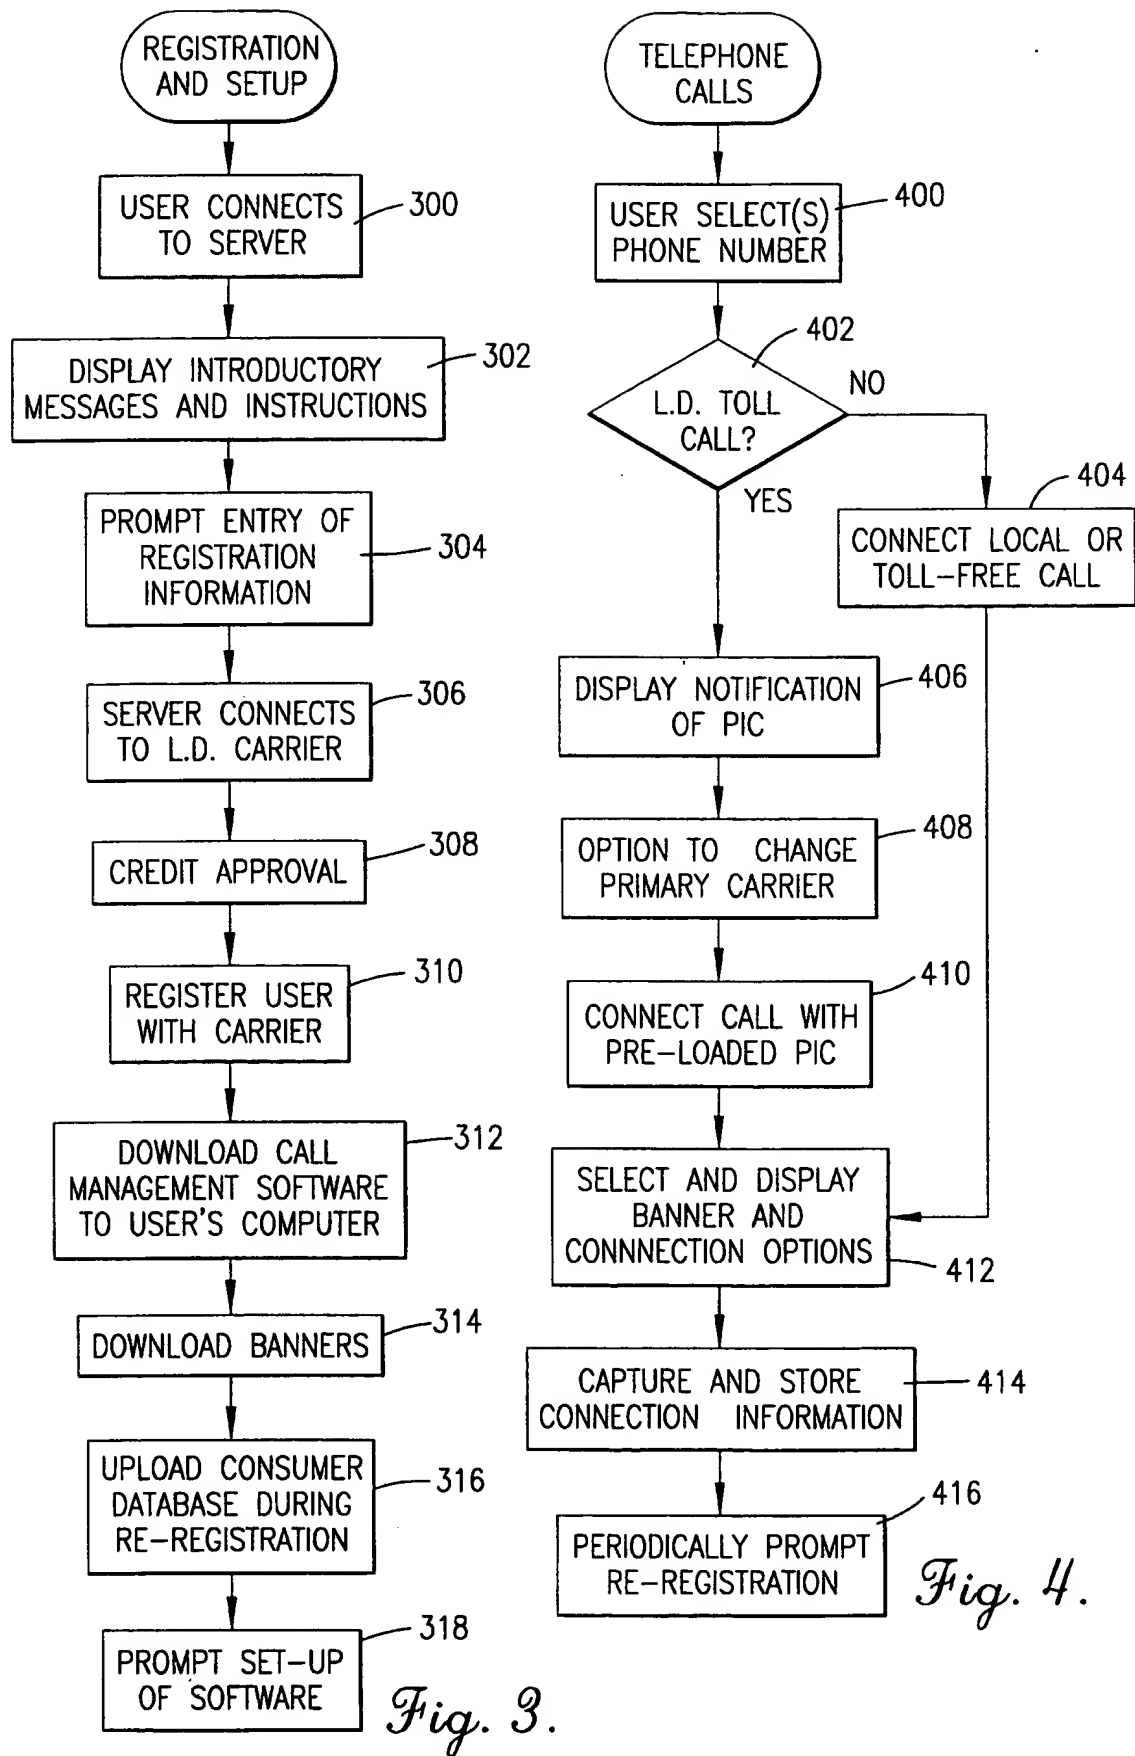 REGISTRATION
AND SETUP
USER CONNECTS
TO SERVER
300
DISPLAY INTRODUCTORY
MESSAGES AND INSTRUCTIONS
302
PROMPT ENTRY OF
REGISTRATION
INFORMATION
304
SERVER CONNECTS
TO L.D. CARRIER
306
CREDIT APPROVAL
308
REGISTER USER
WITH CARRIER
310
DOWNLOAD CALL
MANAGEMENT SOFTWARE
TO USER'S COMPUTER
312
DOWNLOAD BANNERS
314
UPLOAD CONSUMER
DATABASE DURING
RE-REGISTRATION
316
PROMPT SET-UP
OF SOFTWARE
318
Fig. 3.
TELEPHONE
CALLS
USER SELECT(S)
PHONE NUMBER
400
L.D. TOLL
CALL?
402
NO
YES
CONNECT LOCAL OR
TOLL-FREE CALL
404
DISPLAY NOTIFICATION
OF PIC
406
OPTION TO CHANGE
PRIMARY CARRIER
408
CONNECT CALL WITH
PRE-LOADED PIC
410
SELECT AND DISPLAY
BANNER AND
CONNNECTION OPTIONS
412
CAPTURE AND STORE
CONNECTION INFORMATION
414
PERIODICALLY PROMPT
RE-REGISTRATION
416
Fig. 4.